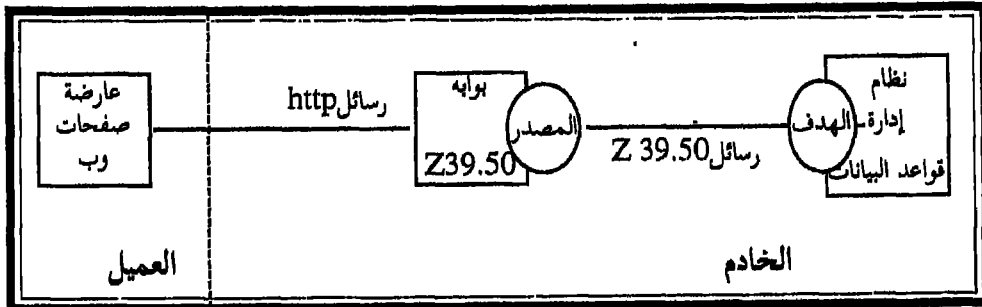 نظام
إدارة
قواعد البيانات
الهدف
رسائل Z 39.50
المصدر
بوابه
Z39.50
رسائل http
عارضة
صفحات
وب
الخادم
العميل